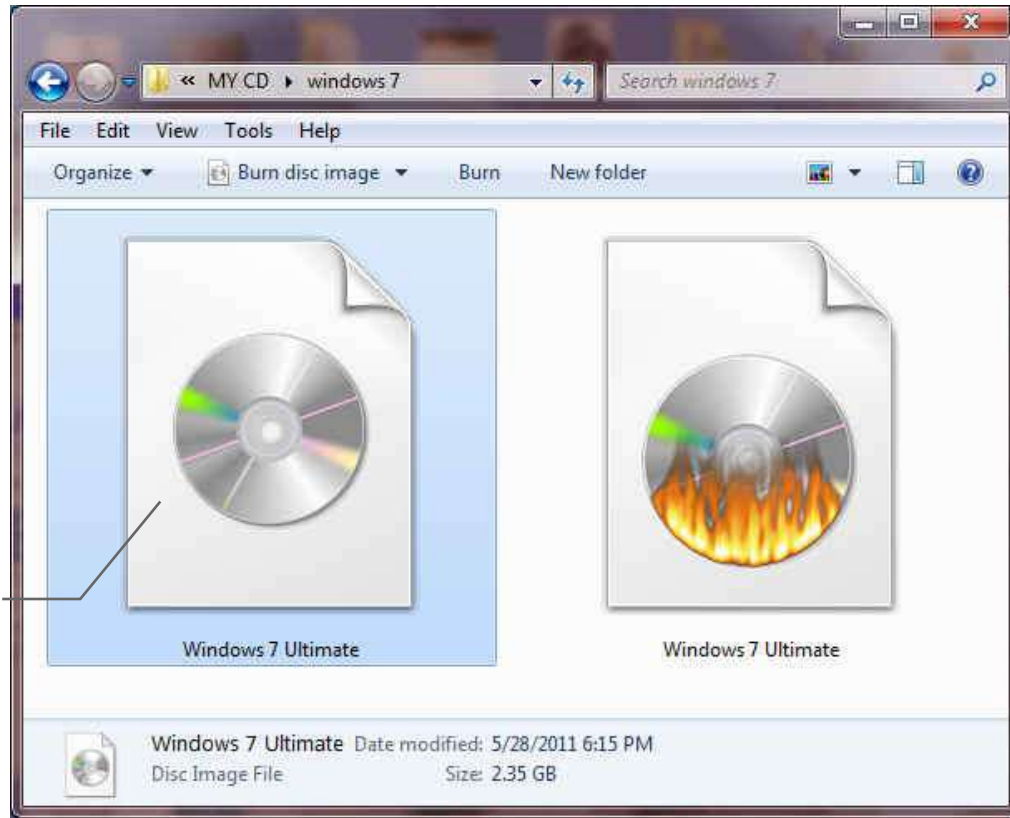 « MY CD ▸ windows 7
Search windows 7
File Edit View Tools Help
Organize Burn disc image Burn New folder
Windows 7 Ultimate
Windows 7 Ultimate
Windows 7 Ultimate Date modified: 5/28/2011 6:15 PM
Disc Image File Size: 2.35 GB